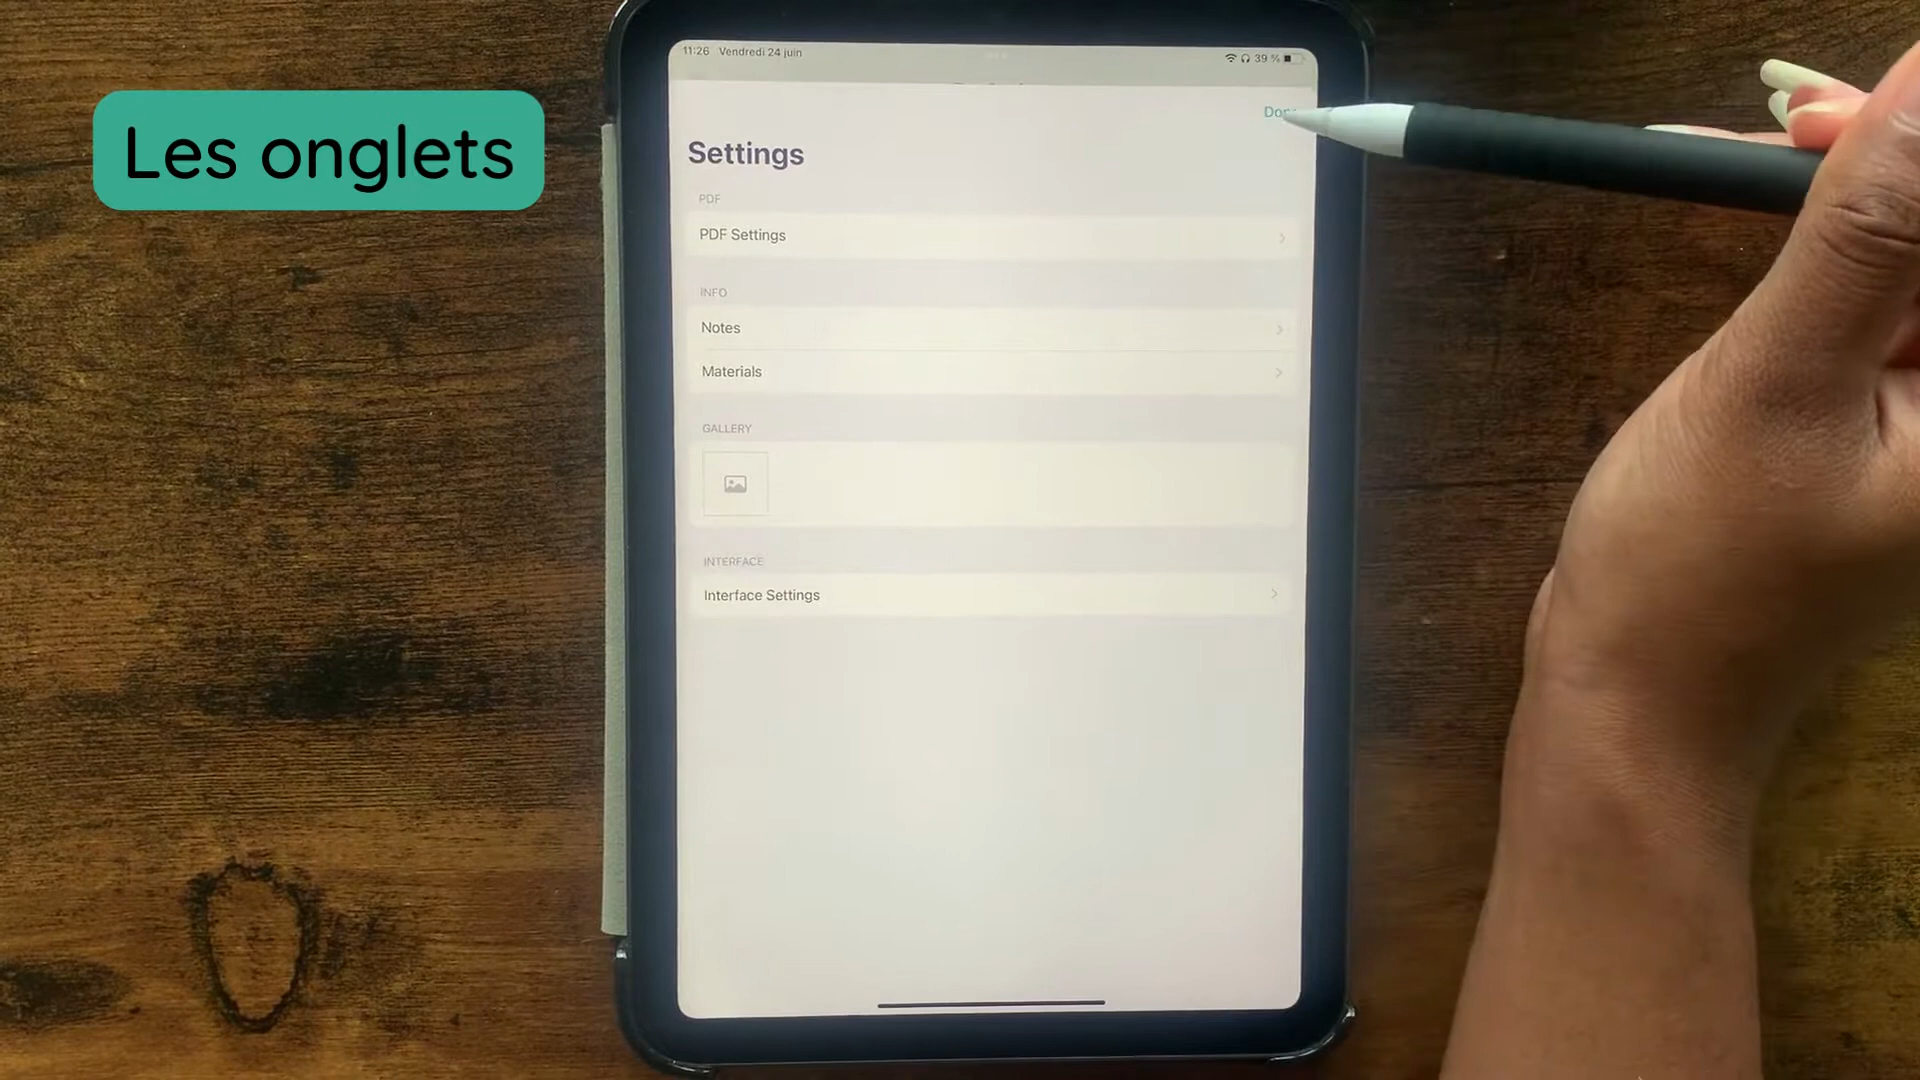 Les onglets
11:26 Vendredi 24 juin
39 %
Settings
PDF
PDF Settings
INFO
Notes
Materials
GALLERY
INTERFACE
Interface Settings